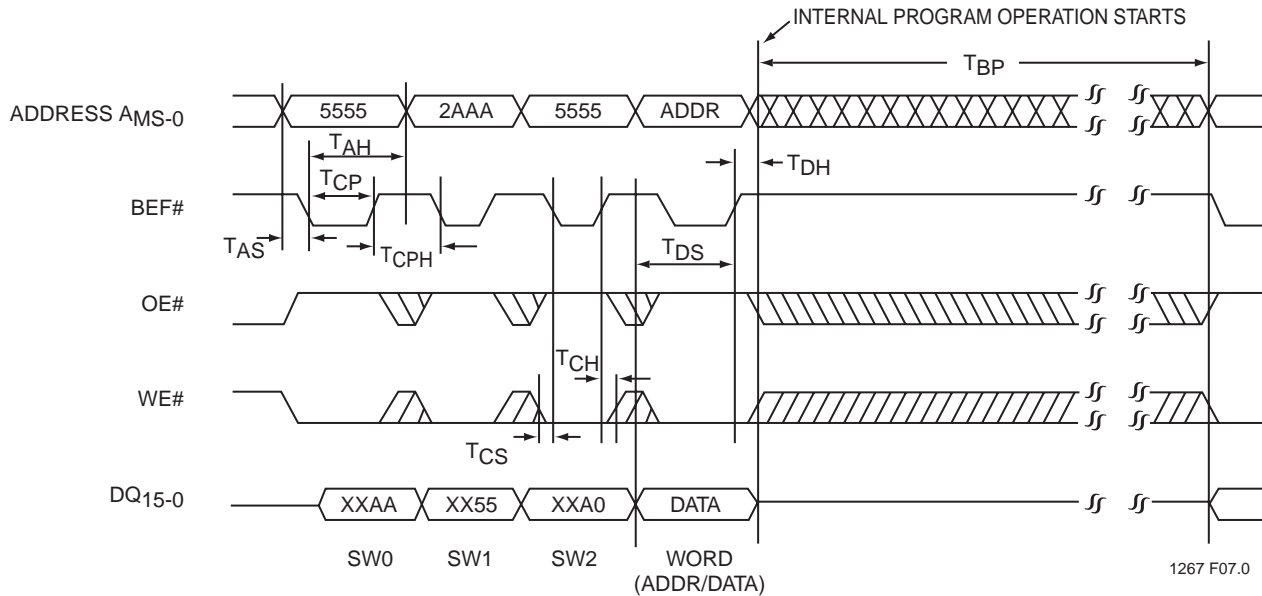 INTERNAL PROGRAM OPERATION STARTS
TBP
ADDRESS AMS-0
5555
2AAA
5555
ADDR
TAH
TDH
TCP
BEF#
TAS
TCPH
TDS
OE#
TCH
WE#
TCS
DQ15-0
XXAA
XX55
XXA0
DATA
SW0
SW1
SW2
WORD
(ADDR/DATA)
1267 F07.0